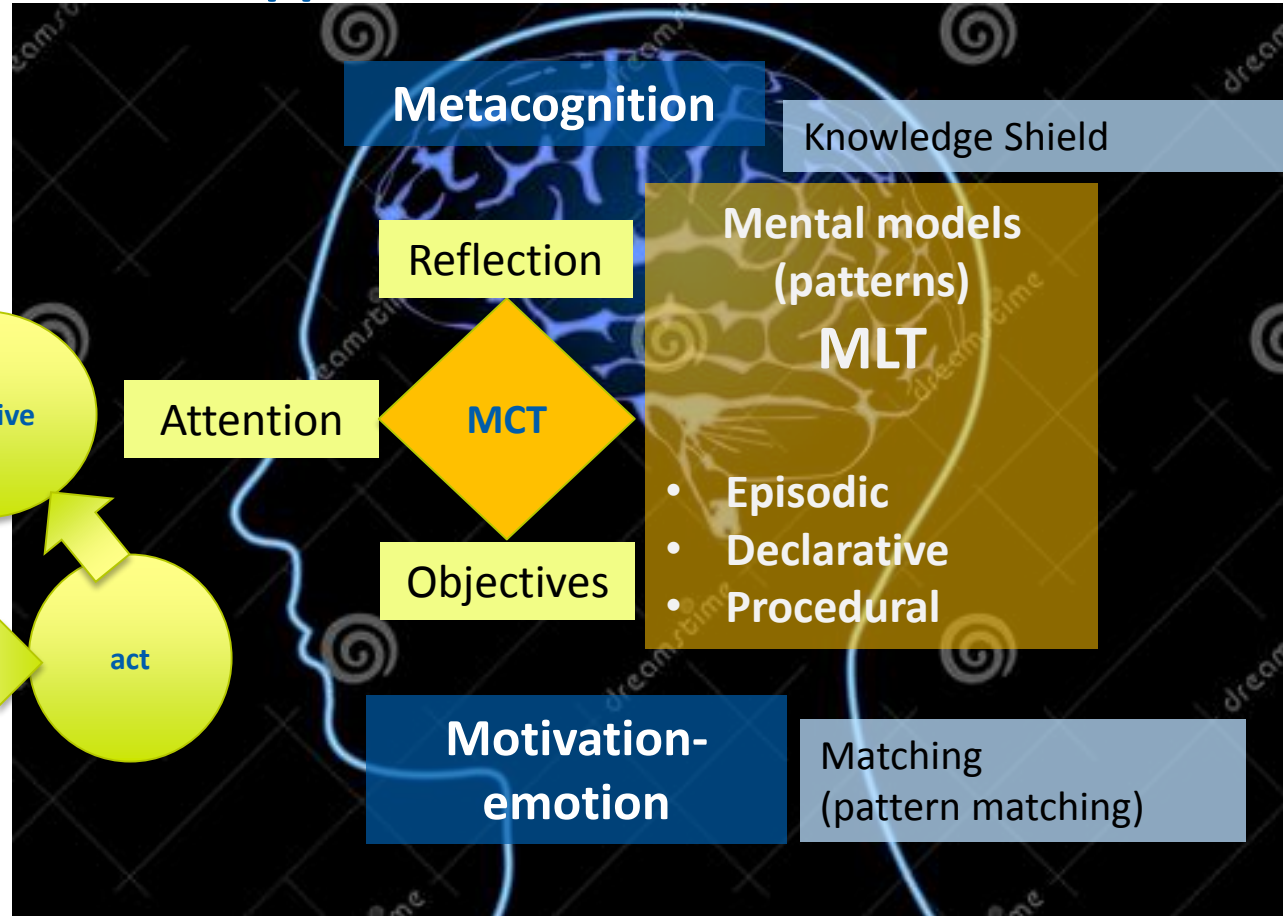 Metacognition
Knowledge Shield
Mental models
(patterns)
MLT
Reflection
Attention
MCT
Objectives
• Episodic
• Declarative
• Procedural
act
Motivation-
emotion
Matching
(pattern matching)
dreamstime